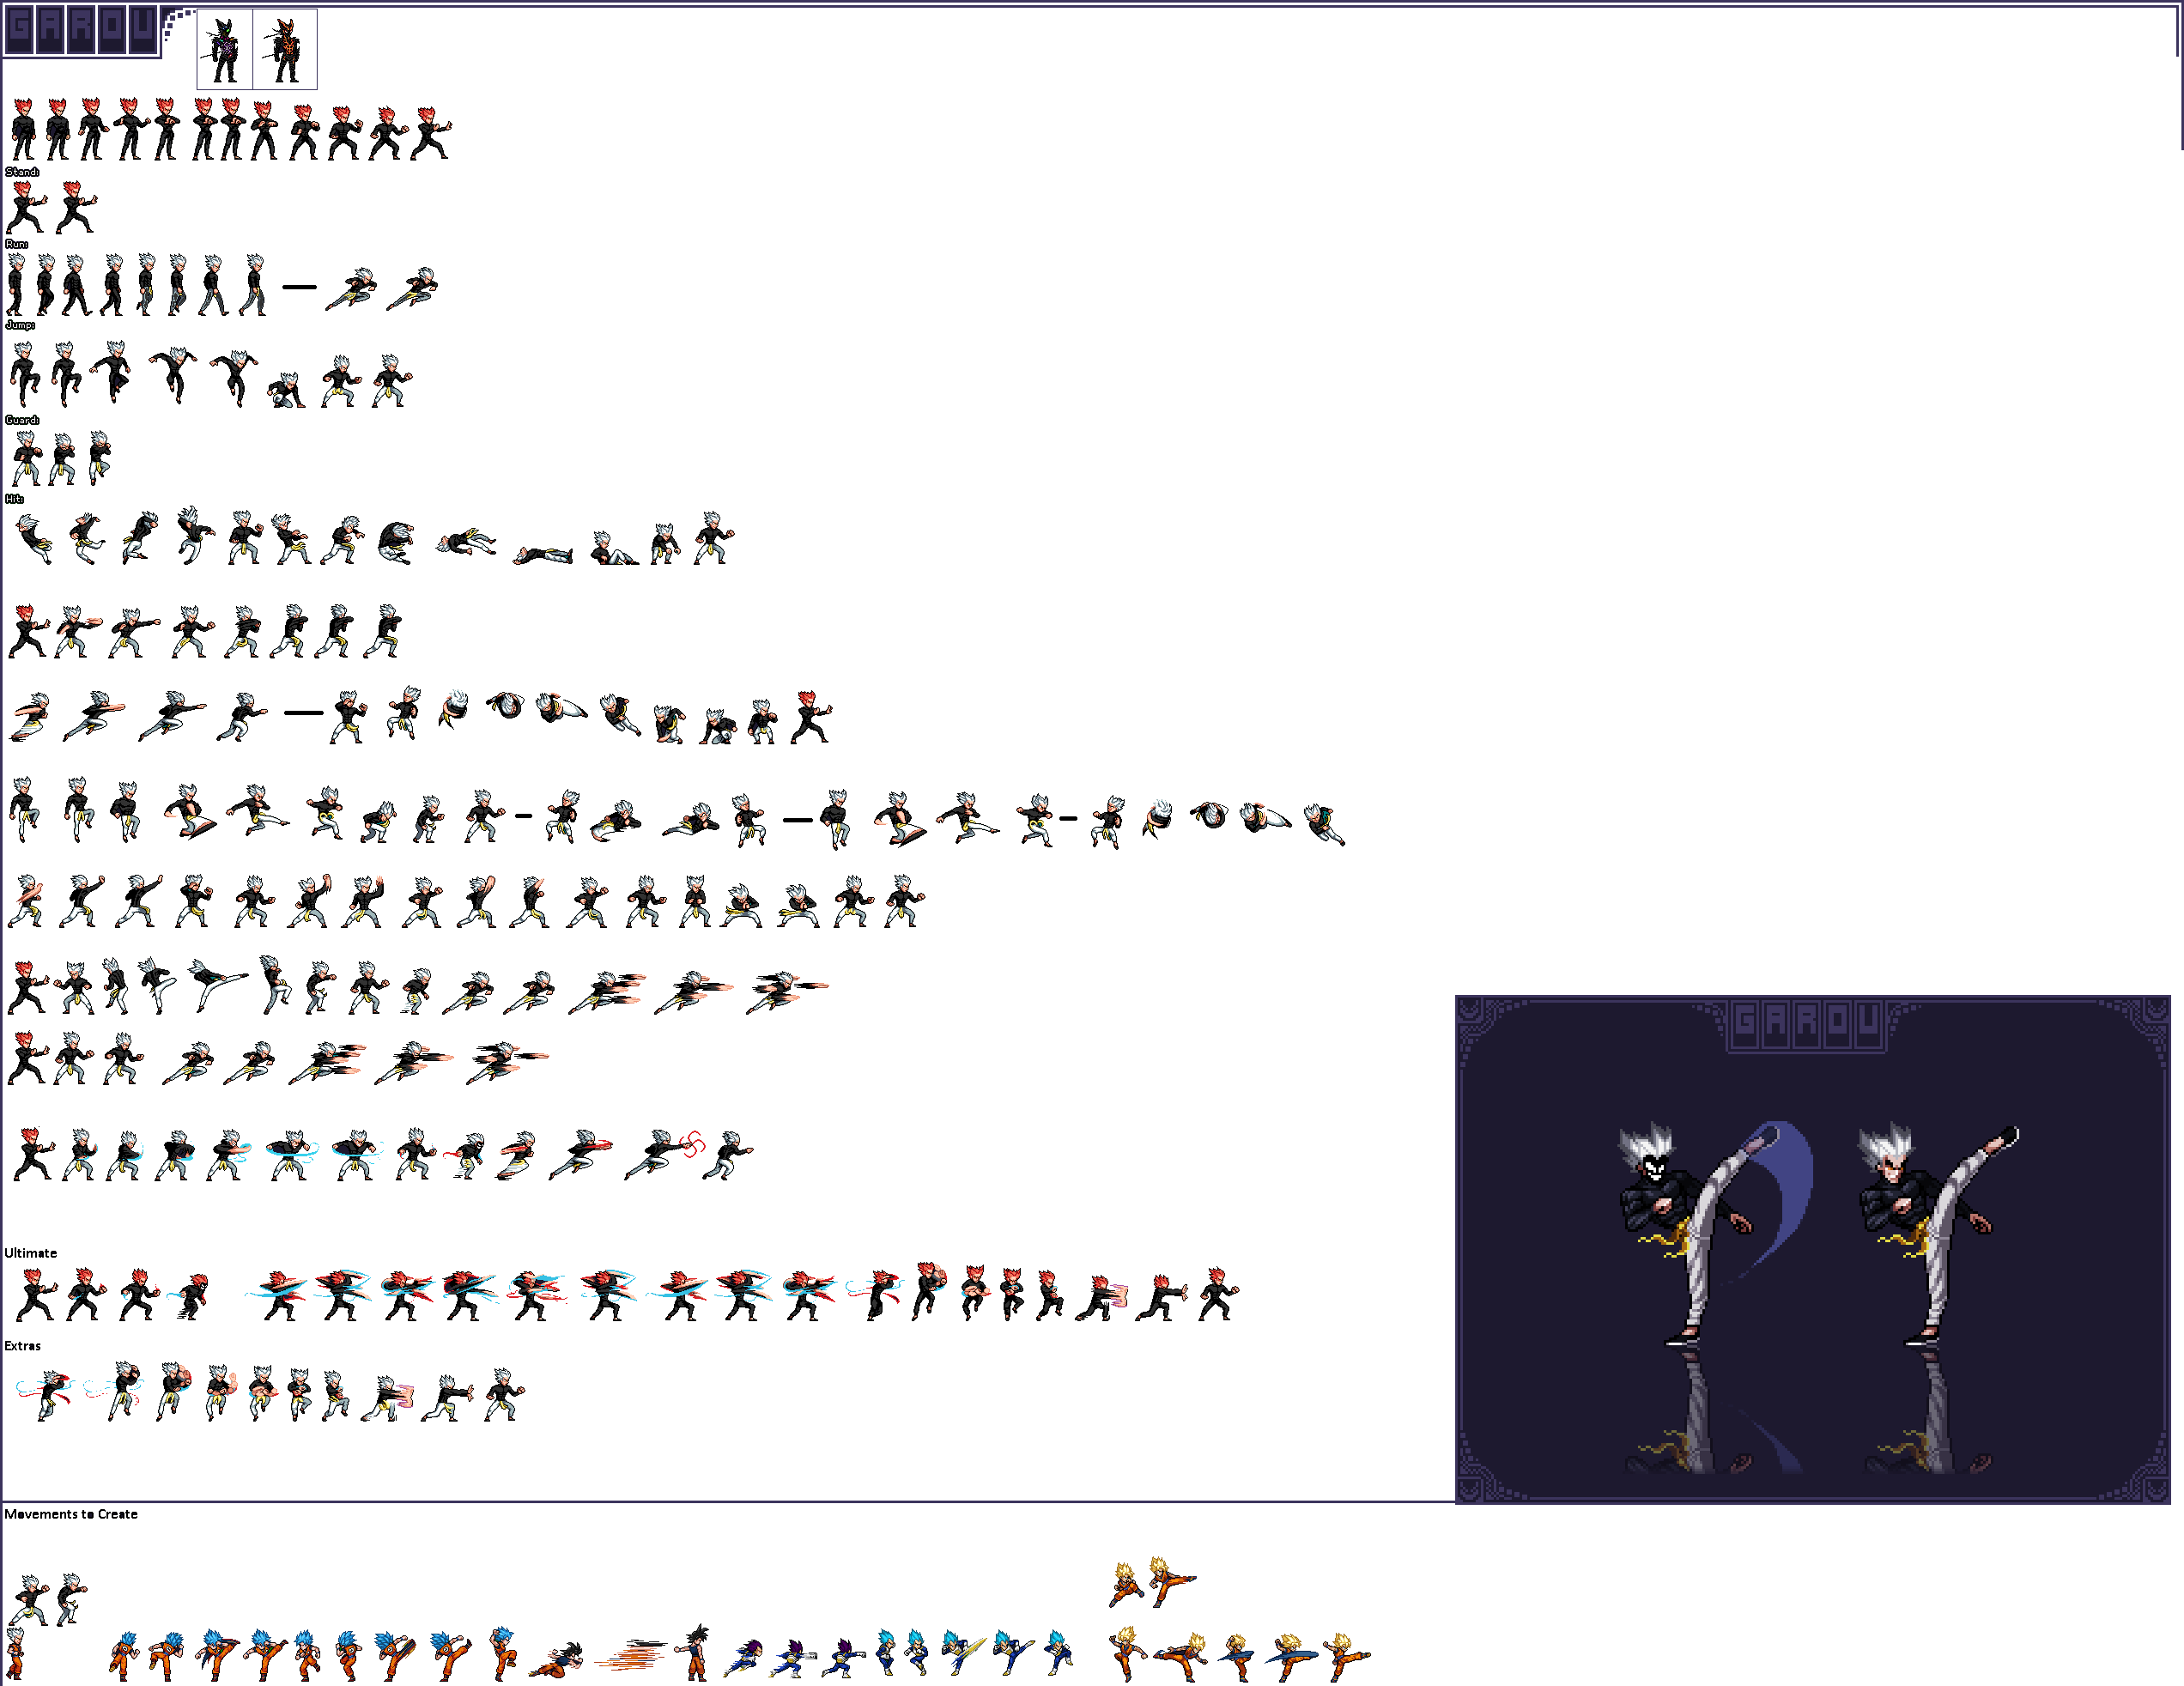 GAROU
Stand:
Run:
Jump:
Guard:
Hit:
GAROU
Ultimate
Extras
Movements to Create